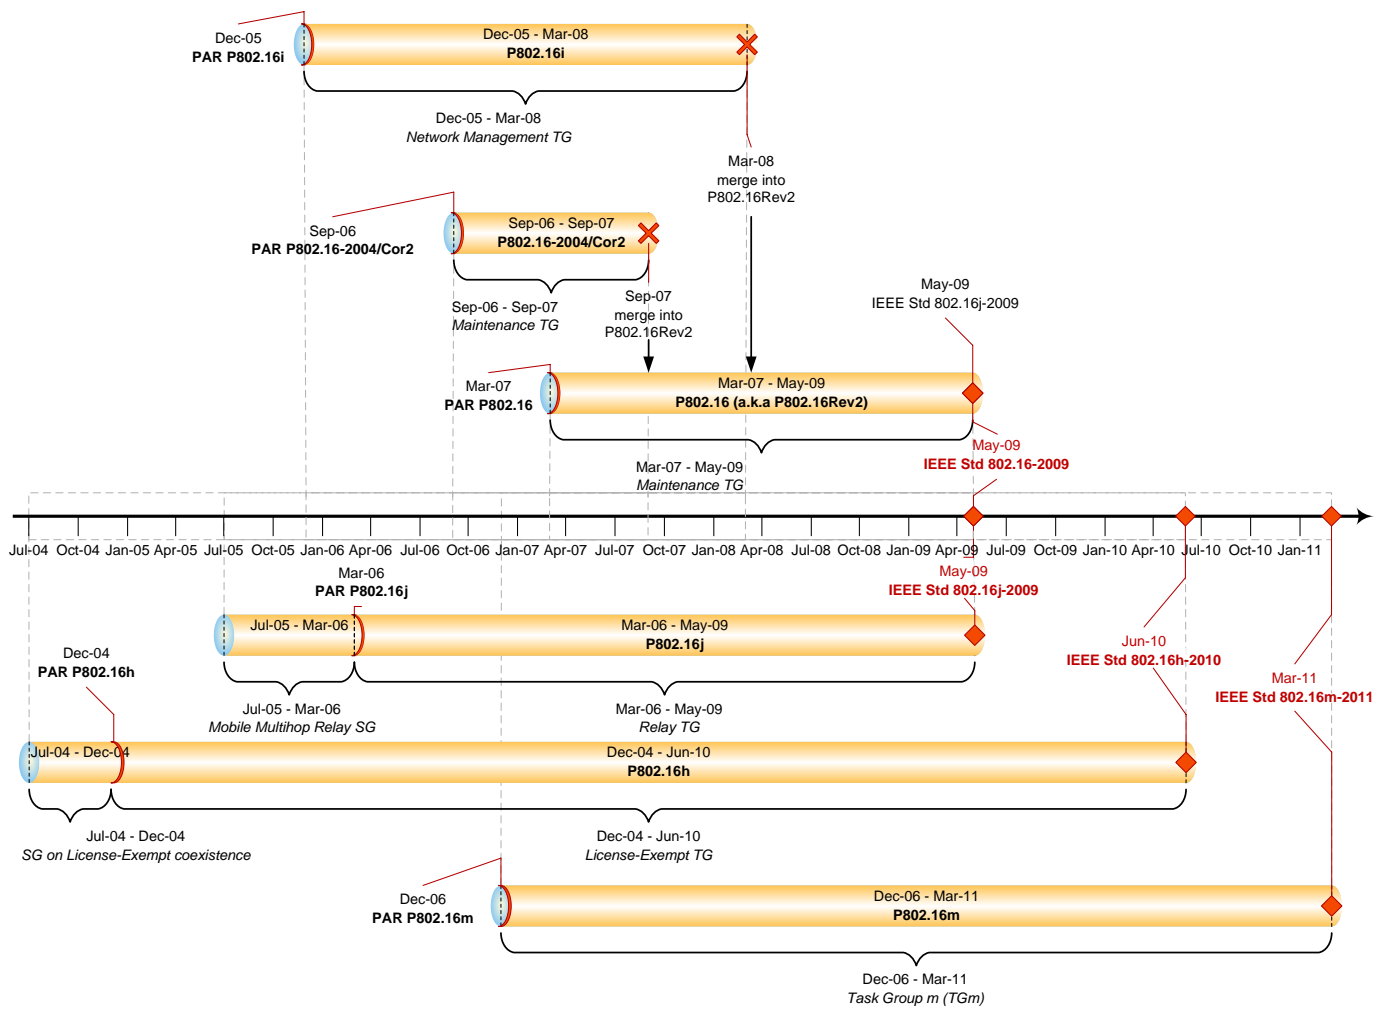 Dec-05
PAR P802.16i
Dec-05 - Mar-08
P802.16i
Dec-05 - Mar-08
Network Management TG
Mar-08
merge into
P802.16Rev2
Sep-06
PAR P802.16-2004/Cor2
Sep-06 - Sep-07
P802.16-2004/Cor2
Sep-06 - Sep-07
Maintenance TG
Sep-07
merge into
P802.16Rev2
May-09
IEEE Std 802.16j-2009
Mar-07
PAR P802.16
Mar-07 - May-09
P802.16 (a.k.a P802.16Rev2)
May-09
IEEE Std 802.16-2009
Mar-07 - May-09
Maintenance TG
Jul-04 Oct-04 Jan-05 Apr-05 Jul-05 Oct-05 Jan-06 Apr-06 Jul-06 Oct-06 Jan-07 Apr-07 Jul-07 Oct-07 Jan-08 Apr-08 Jul-08 Oct-08 Jan-09 Apr-09 Jul-09 Oct-09 Jan-10 Apr-10 Jul-10 Oct-10 Jan-11
Mar-06
PAR P802.16j
May-09
IEEE Std 802.16j-2009
Jul-05 - Mar-06
Mar-06 - May-09
P802.16j
Jul-05 - Mar-06
Mobile Multihop Relay SG
Mar-06 - May-09
Relay TG
Jun-10
IEEE Std 802.16h-2010
Mar-11
IEEE Std 802.16m-2011
Dec-04
PAR P802.16h
Jul-04 - Dec-04
Dec-04 - Jun-10
P802.16h
Jul-04 - Dec-04
SG on License-Exempt coexistence
Dec-04 - Jun-10
License-Exempt TG
Dec-06
PAR P802.16m
Dec-06 - Mar-11
P802.16m
Dec-06 - Mar-11
Task Group m (TGm)